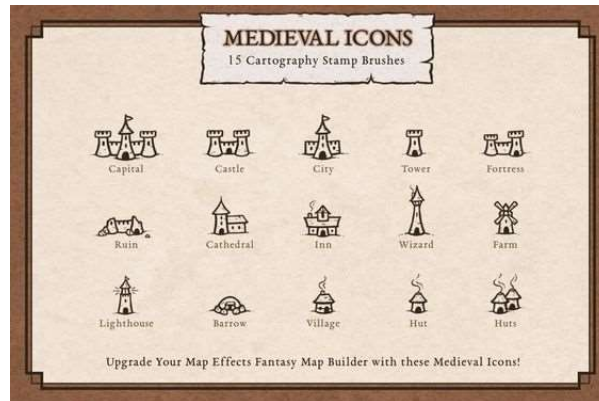 MEDIEVAL ICONS
15 Cartography Stamp Brushes
Capital Castle City Tower Fortress
Ruin Cathedral Inn Wizard Farm
Lighthouse Barrow Village Hut Huts
Upgrade Your Map Effects Fantasy Map Builder with these Medieval Icons!